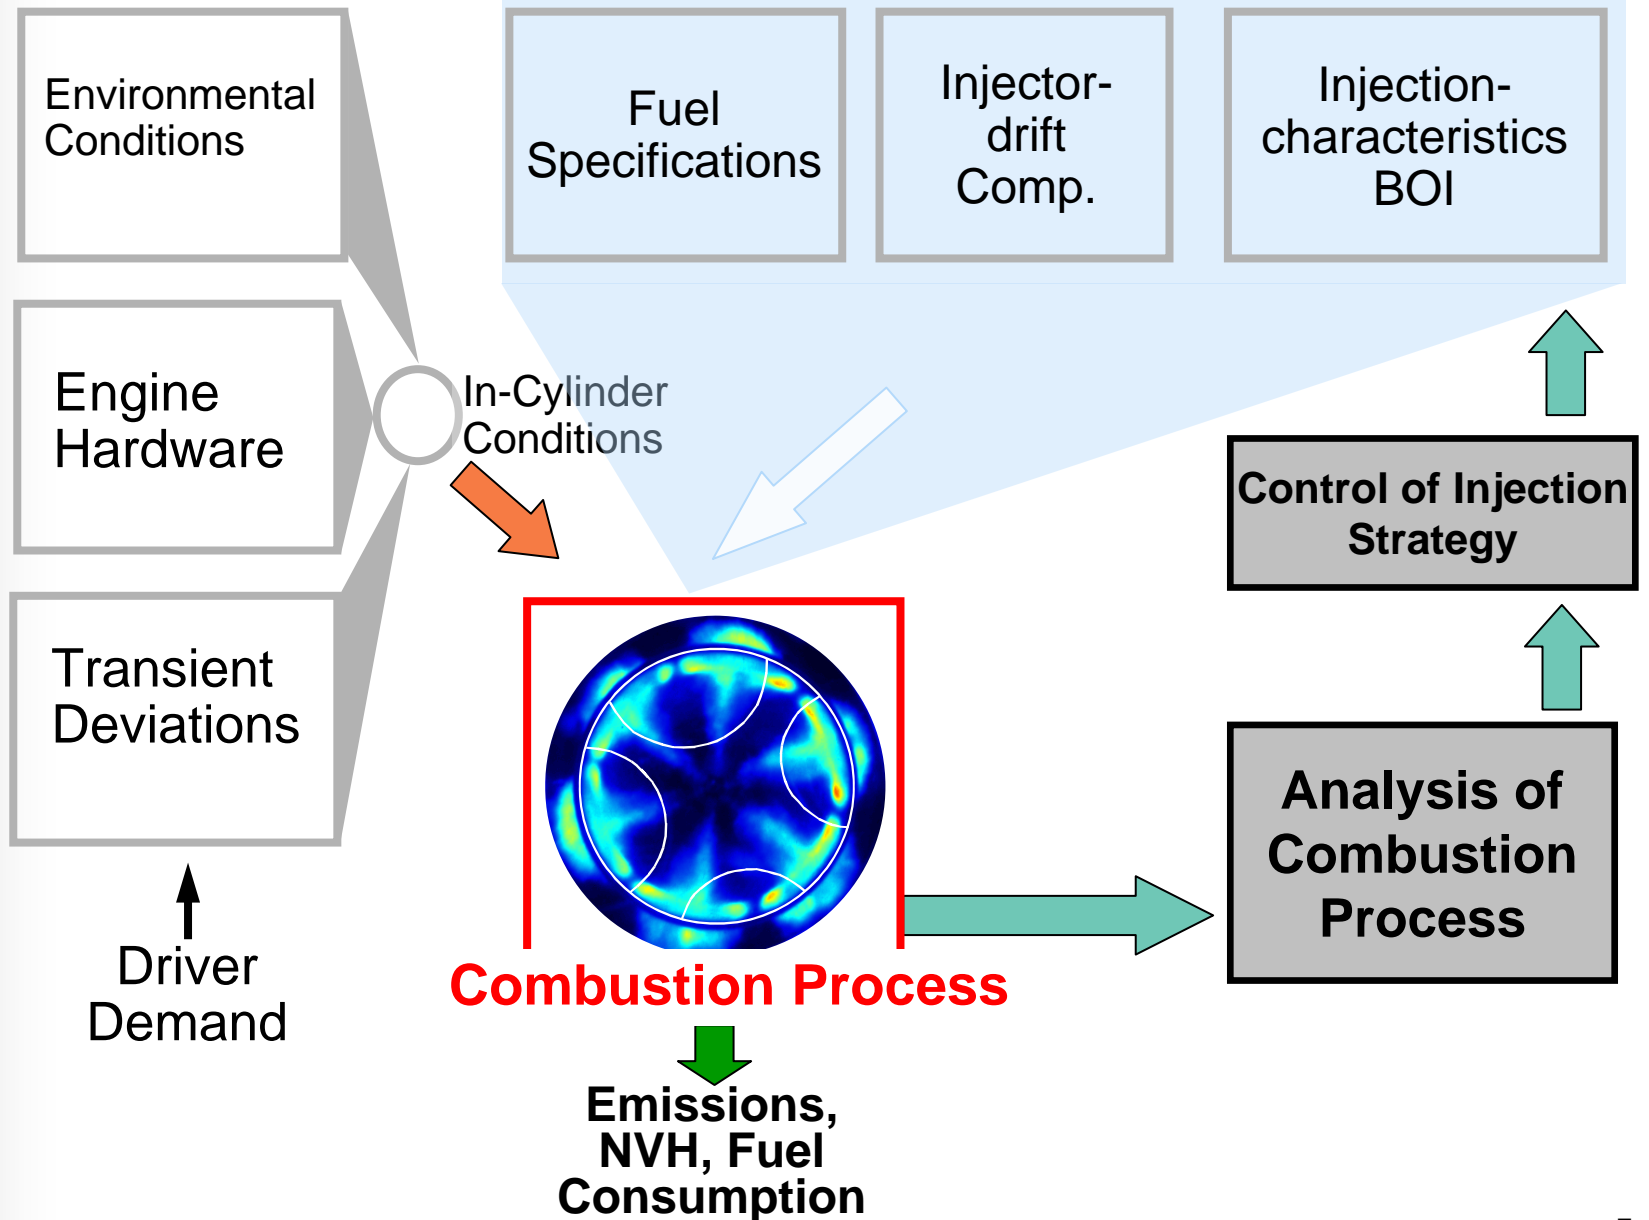 Environmental
Conditions
Fuel
Specifications
Injector-
drift
Comp.
Injection-
characteristics
BOI
Engine
Hardware
In-Cylinder
Conditions
Control of Injection
Strategy
Transient
Deviations
Analysis of
Combustion
Process
Driver
Demand
Combustion Process
Emissions,
NVH, Fuel
Consumption